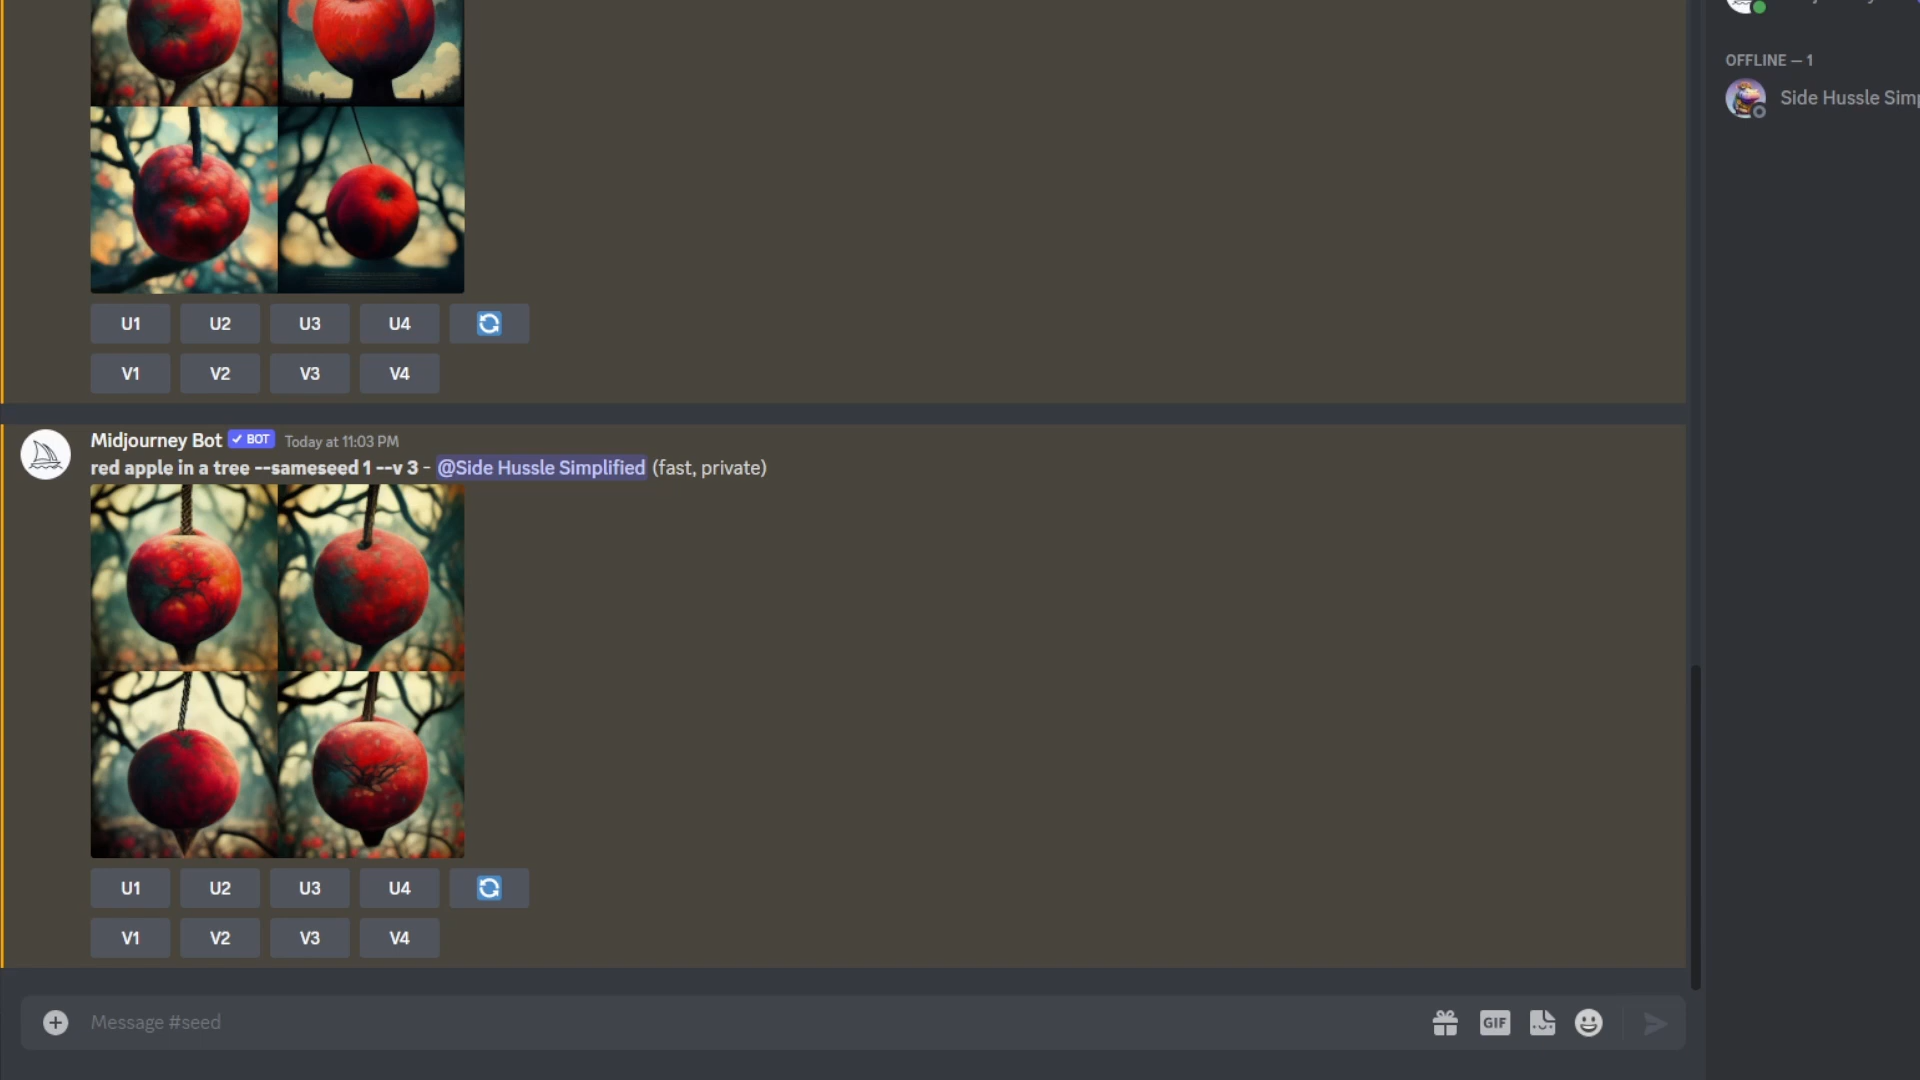 OFFLINE — 1
Side Hussle Simp
U1 U2 U3 U4
V1 V2 V3 V4
Midjourney Bot ✓ BOT Today at 11:03 PM
red apple in a tree --sameseed 1 --v 3 - @Side Hussle Simplified (fast, private)
U1 U2 U3 U4
V1 V2 V3 V4
Message #seed
GIF